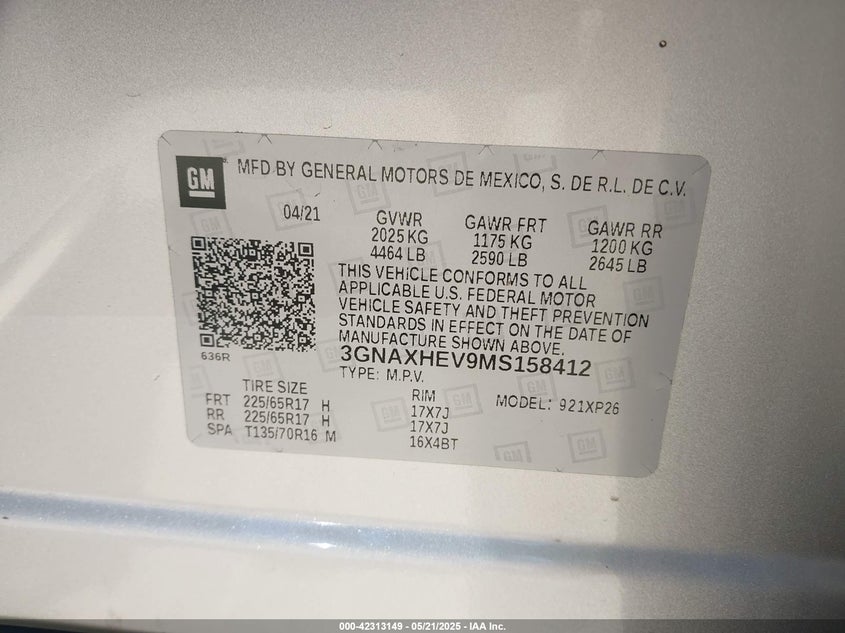 GM
MFD BY GENERAL MOTORS DE MEXICO, S. DE R.L. DE C.V.
04/21
GVWR
2025 KG
4464 LB
GAWR FRT
1175 KG
2590 LB
GAWR RR
1200 KG
2645 LB
THIS VEHICLE CONFORMS TO ALL
APPLICABLE U.S. FEDERAL MOTOR
VEHICLE SAFETY AND THEFT PREVENTION
STANDARDS IN EFFECT ON THE DATE OF
MANUFACTURE SHOWN ABOVE.
636R
3GNAXHEV9MS158412
TYPE: M.P.V.
TIRE SIZE
FRT 225/65R17 H
RR 225/65R17 H
SPA T135/70R16 M
RIM
17X7J
17X7J
16X4BT
MODEL: 921XP26
000-42313149 - 05/21/2025 - IAA Inc.